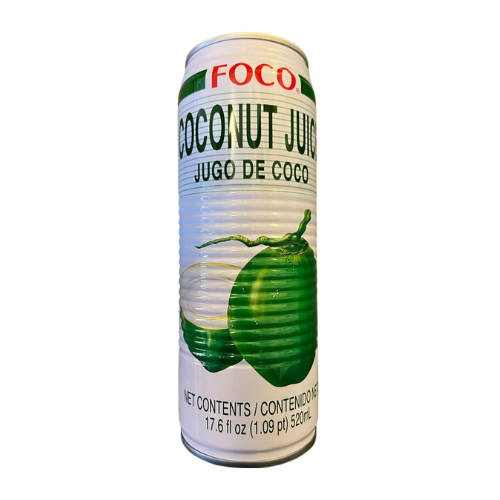 FOCO
COCONUT JUIC
JUGO DE COCO
NET CONTENTS / CONTENIDO NE
17.6 fl oz (1.09 pt) 520mL